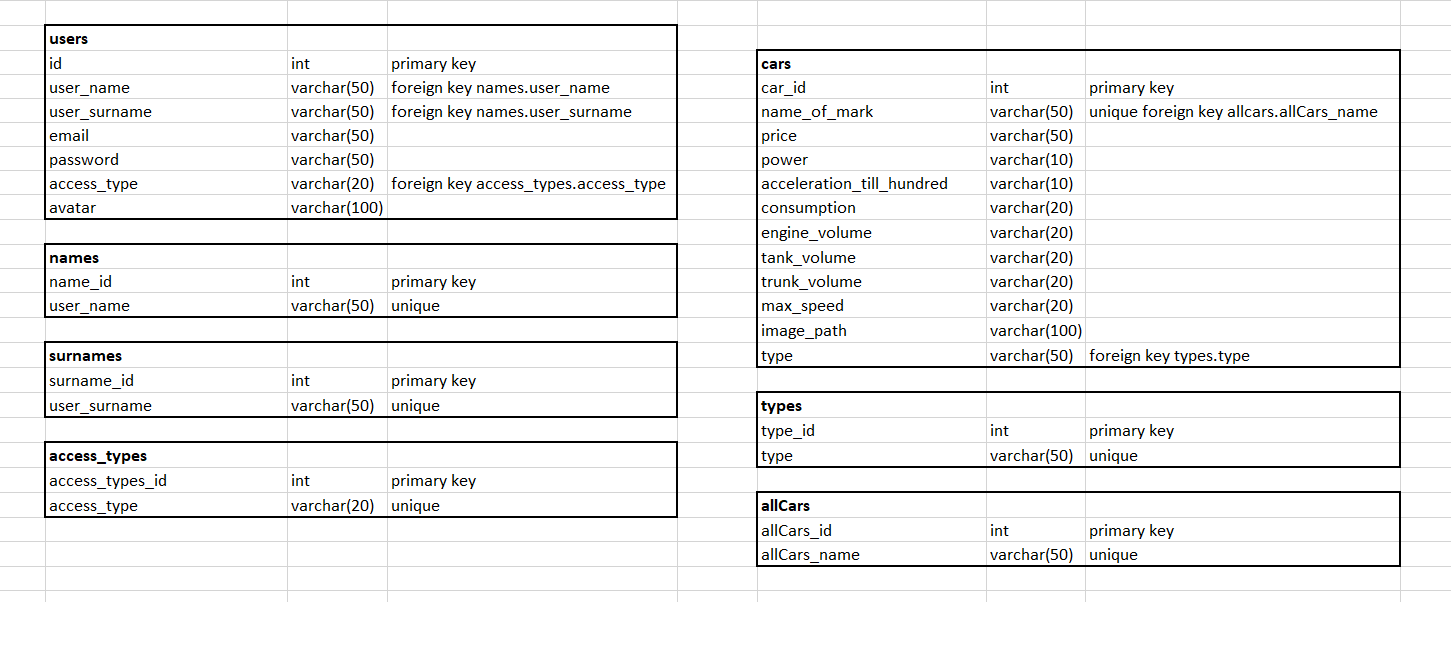 users
id int primary key
user_name varchar(50) foreign key names.user_name
user_surname varchar(50) foreign key names.user_surname
email varchar(50)
password varchar(50)
access_type varchar(20) foreign key access_types.access_type
avatar varchar(100)
names
name_id int primary key
user_name varchar(50) unique
surnames
surname_id int primary key
user_surname varchar(50) unique
access_types
access_types_id int primary key
access_type varchar(20) unique
cars
car_id int primary key
name_of_mark varchar(50) unique foreign key allcars.allCars_name
price varchar(50)
power varchar(10)
acceleration_till_hundred varchar(10)
consumption varchar(20)
engine_volume varchar(20)
tank_volume varchar(20)
trunk_volume varchar(20)
max_speed varchar(20)
image_path varchar(100)
type varchar(50) foreign key types.type
types
type_id int primary key
type varchar(50) unique
allCars
allCars_id int primary key
allCars_name varchar(50) unique